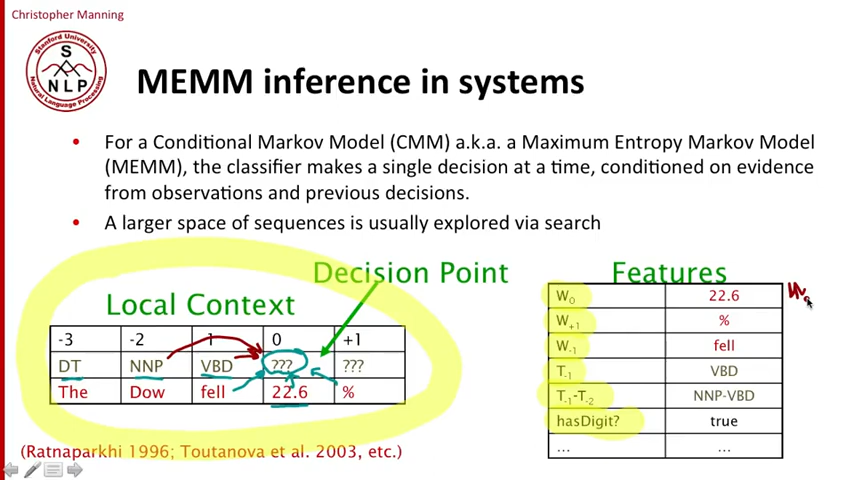 Christopher Manning
Stanford University
S
NLP
Natural Language Processing
MEMM inference in systems
• For a Conditional Markov Model (CMM) a.k.a. a Maximum Entropy Markov Model
(MEMM), the classifier makes a single decision at a time, conditioned on evidence
from observations and previous decisions.
• A larger space of sequences is usually explored via search
Decision Point
Local Context
-3 -2 -1 0 +1
DT NNP VBD ??? ???
The Dow fell 22.6 %
(Ratnaparkhi 1996; Toutanova et al. 2003, etc.)
Features
W0 22.6
W+1 %
W-1 fell
T-1 VBD
T-1-T-2 NNP-VBD
hasDigit? true
... ...